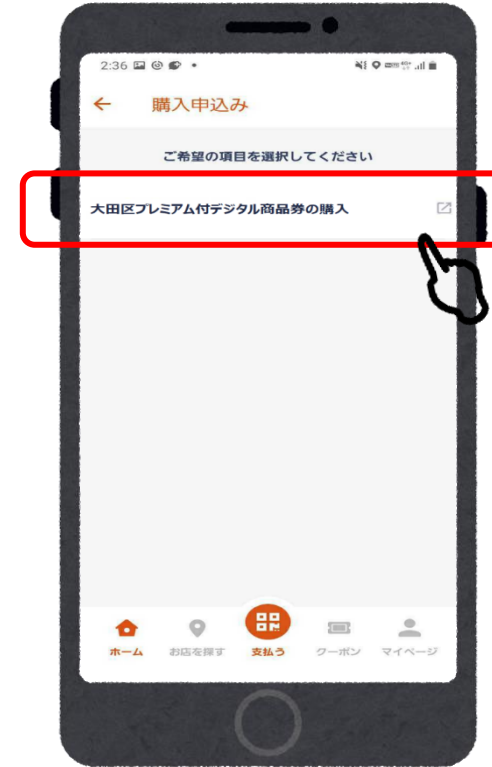 2:36
購入申込み
ご希望の項目を選択してください
大田区プレミアム付デジタル商品券の購入
ホーム
お店を探す
支払う
クーポン
マイページ